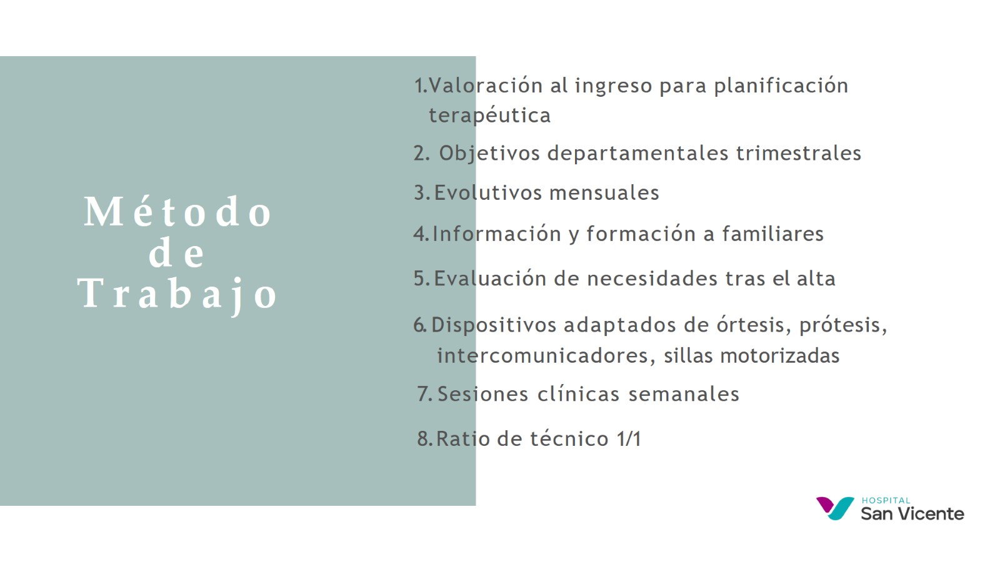 Método
de
Trabajo
1.Valoración al ingreso para planificación
terapéutica
2. Objetivos departamentales trimestrales
3.Evolutivos mensuales
4.Información y formación a familiares
5.Evaluación de necesidades tras el alta
6.Dispositivos adaptados de órtesis, prótesis,
intercomunicadores, sillas motorizadas
7.Sesiones clínicas semanales
8.Ratio de técnico 1/1
HOSPITAL
San Vicente